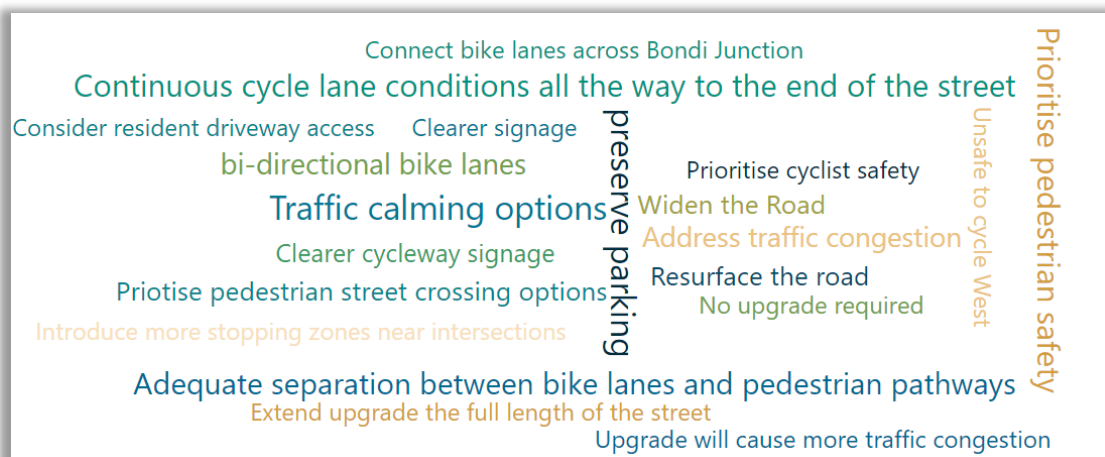 Connect bike lanes across Bondi Junction
Continuous cycle lane conditions all the way to the end of the street
Prioritise pedestrian safety
Consider resident driveway access
Clearer signage
preserve parking
Unsafe to cycle West
bi-directional bike lanes
Prioritise cyclist safety
Traffic calming options
Widen the Road
Address traffic congestion
Clearer cycleway signage
Resurface the road
Priotise pedestrian street crossing options
No upgrade required
Introduce more stopping zones near intersections
Adequate separation between bike lanes and pedestrian pathways
Extend upgrade the full length of the street
Upgrade will cause more traffic congestion